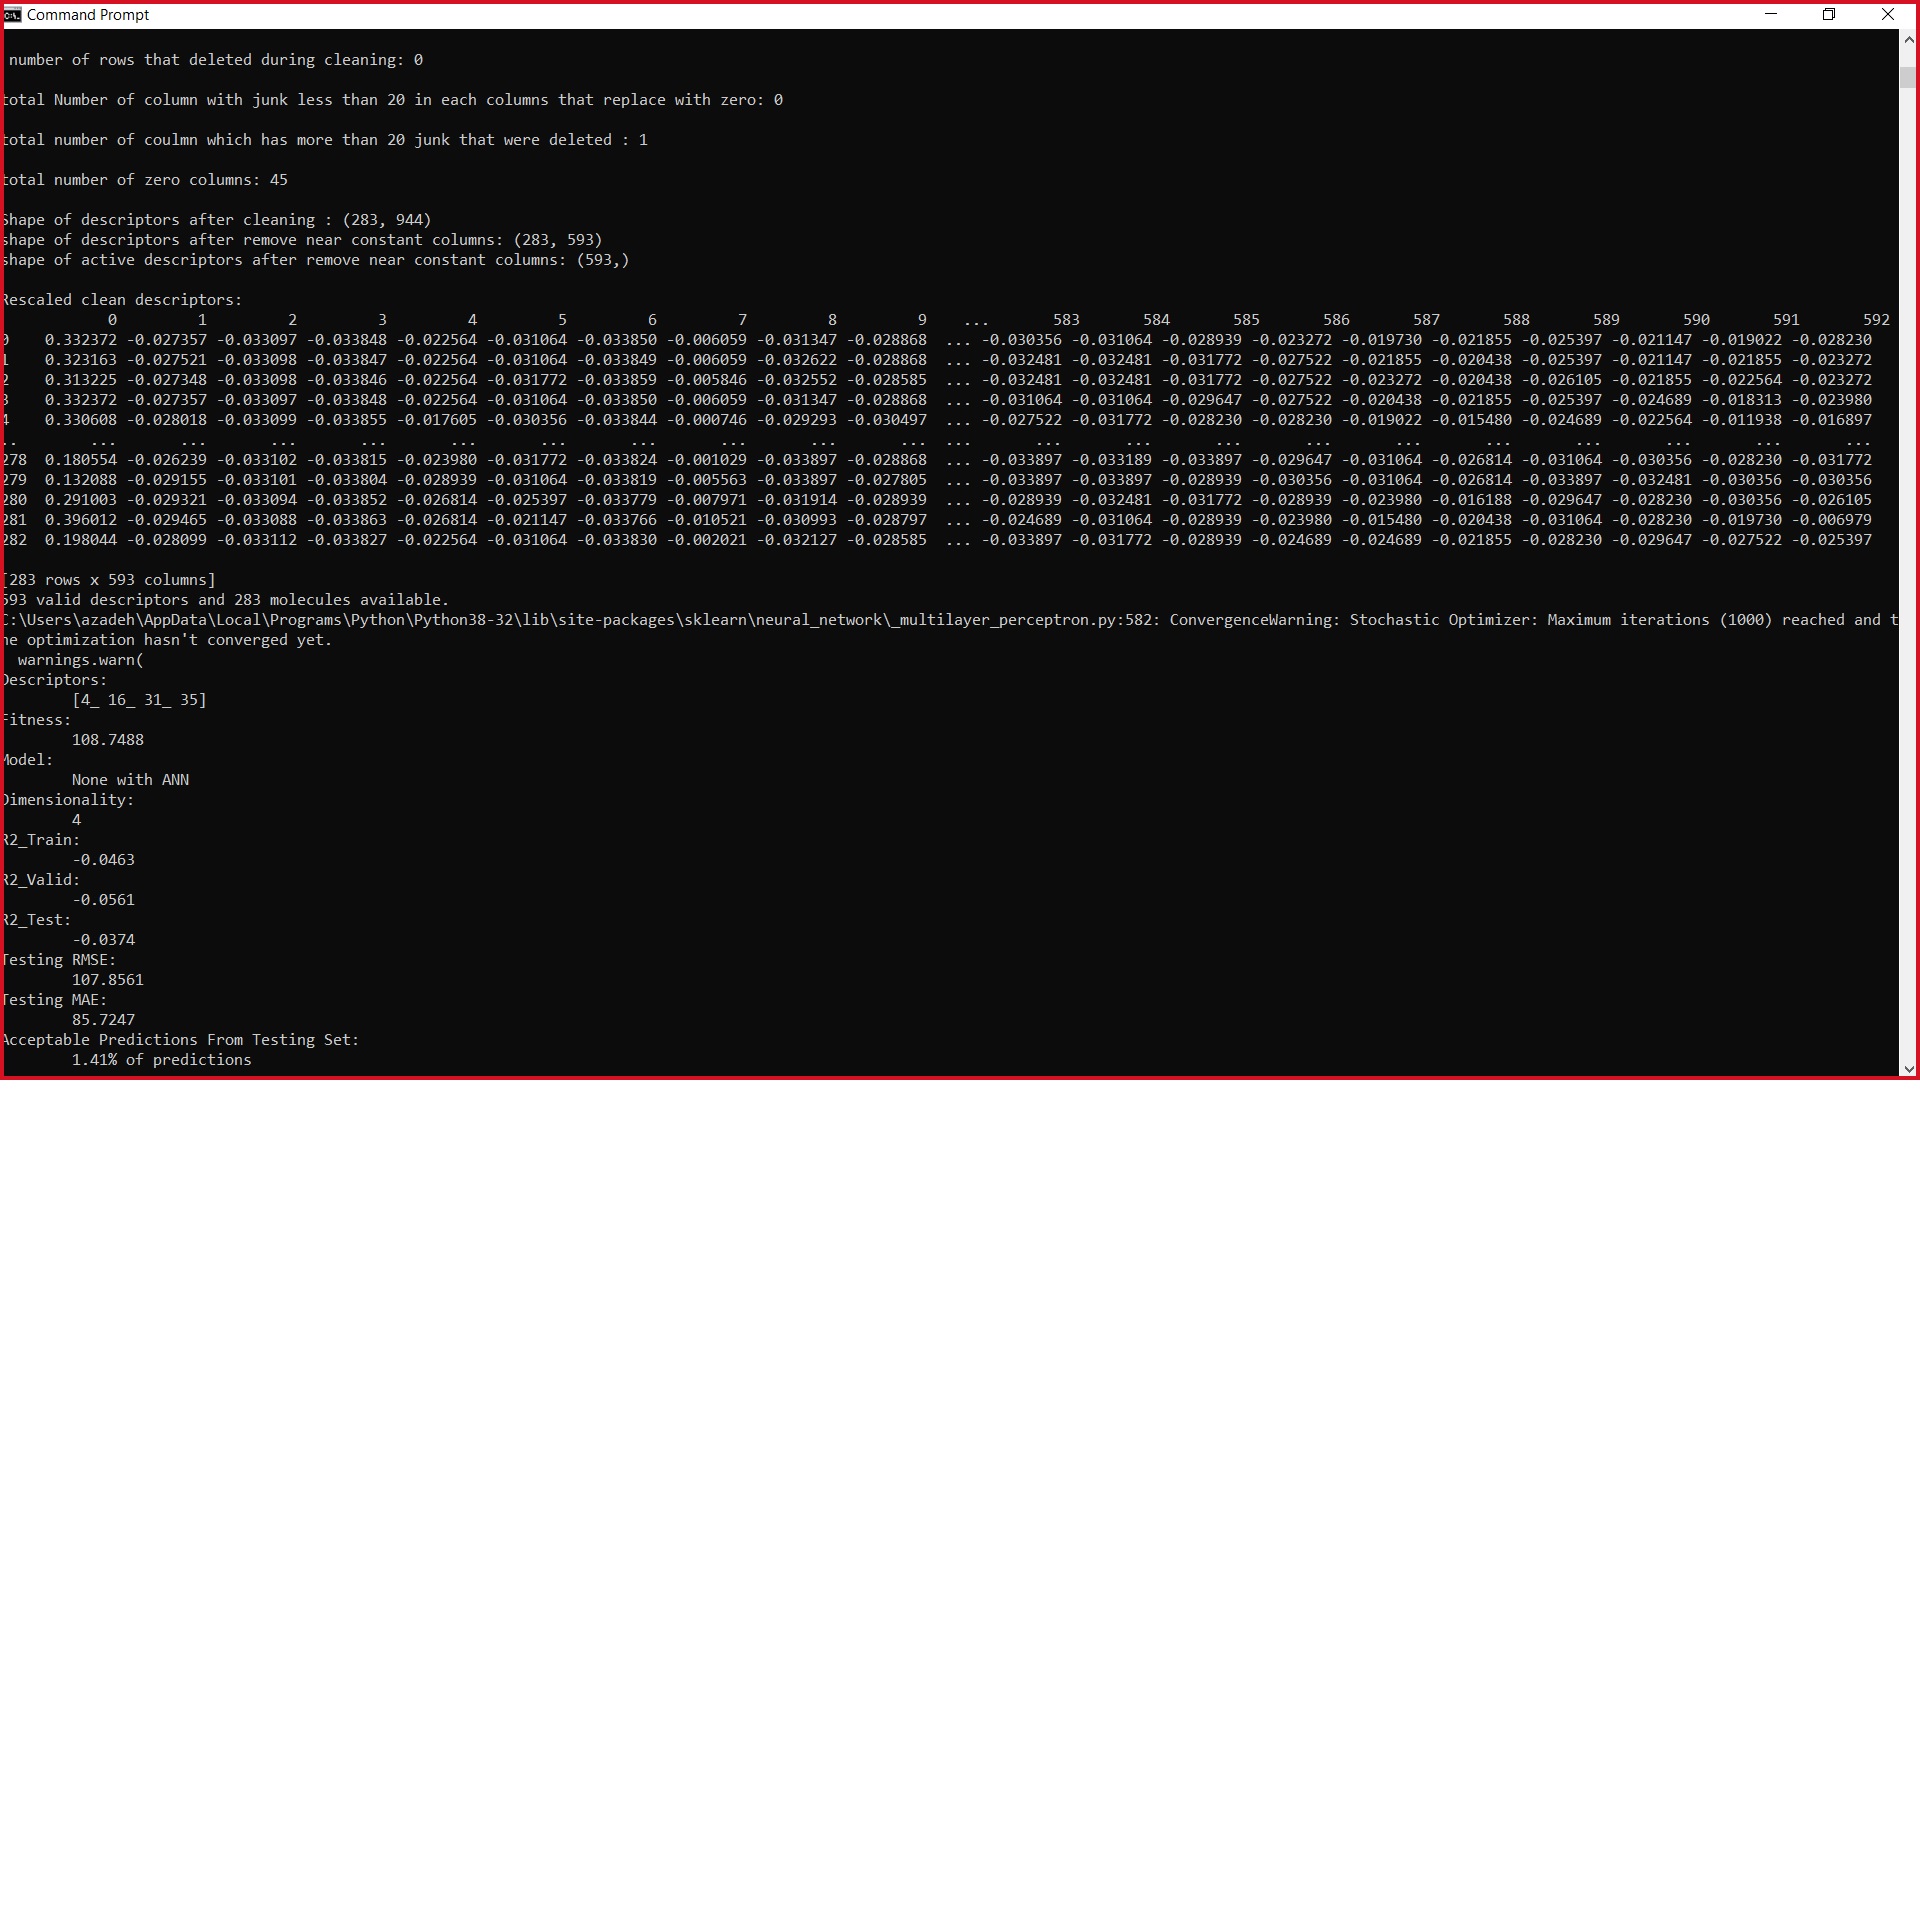 Command Prompt
number of rows that deleted during cleaning: 0
total Number of column with junk less than 20 in each columns that replace with zero: 0
total number of coulmn which has more than 20 junk that were deleted : 1
total number of zero columns: 45
Shape of descriptors after cleaning : (283, 944)
shape of descriptors after remove near constant columns: (283, 593)
shape of active descriptors after remove near constant columns: (593,)
Rescaled clean descriptors:
0 1 2 3 4 5 6 7 8 9 ... 583 584 585 586 587 588 589 590 591 592
0 0.332372 -0.027357 -0.033097 -0.033848 -0.022564 -0.031064 -0.033850 -0.006059 -0.031347 -0.028868 ... -0.030356 -0.031064 -0.028939 -0.023272 -0.019730 -0.021855 -0.025397 -0.021147 -0.019022 -0.028230
1 0.323163 -0.027521 -0.033098 -0.033847 -0.022564 -0.031064 -0.033849 -0.006059 -0.032622 -0.028868 ... -0.032481 -0.032481 -0.031772 -0.027522 -0.021855 -0.020438 -0.025397 -0.021147 -0.021855 -0.023272
2 0.313225 -0.027348 -0.033098 -0.033846 -0.022564 -0.031772 -0.033859 -0.005846 -0.032552 -0.028585 ... -0.032481 -0.032481 -0.031772 -0.027522 -0.023272 -0.020438 -0.026105 -0.021855 -0.022564 -0.023272
3 0.332372 -0.027357 -0.033097 -0.033848 -0.022564 -0.031064 -0.033850 -0.006059 -0.031347 -0.028868 ... -0.031064 -0.031064 -0.029647 -0.027522 -0.020438 -0.021855 -0.025397 -0.024689 -0.018313 -0.023980
4 0.330608 -0.028018 -0.033099 -0.033855 -0.017605 -0.030356 -0.033844 -0.000746 -0.029293 -0.030497 ... -0.027522 -0.031772 -0.028230 -0.028230 -0.019022 -0.015480 -0.024689 -0.022564 -0.011938 -0.016897
.. ... ... ... ... ... ... ... ... ... ... ... ... ... ... ... ... ... ... ... ... ...
278 0.180554 -0.026239 -0.033102 -0.033815 -0.023980 -0.031772 -0.033824 -0.001029 -0.033897 -0.028868 ... -0.033897 -0.033189 -0.033897 -0.029647 -0.031064 -0.026814 -0.031064 -0.030356 -0.028230 -0.031772
279 0.132088 -0.029155 -0.033101 -0.033804 -0.028939 -0.031064 -0.033819 -0.005563 -0.033897 -0.027805 ... -0.033897 -0.033897 -0.028939 -0.030356 -0.031064 -0.026814 -0.033897 -0.032481 -0.030356 -0.030356
280 0.291003 -0.029321 -0.033094 -0.033852 -0.026814 -0.025397 -0.033779 -0.007971 -0.031914 -0.028939 ... -0.028939 -0.032481 -0.031772 -0.028939 -0.023980 -0.016188 -0.029647 -0.028230 -0.030356 -0.026105
281 0.396012 -0.029465 -0.033088 -0.033863 -0.026814 -0.021147 -0.033766 -0.010521 -0.030993 -0.028797 ... -0.024689 -0.031064 -0.028939 -0.023980 -0.015480 -0.020438 -0.031064 -0.028230 -0.019730 -0.006979
282 0.198044 -0.028099 -0.033112 -0.033827 -0.022564 -0.031064 -0.033830 -0.002021 -0.032127 -0.028585 ... -0.033897 -0.031772 -0.028939 -0.024689 -0.024689 -0.021855 -0.028230 -0.029647 -0.027522 -0.025397
[283 rows x 593 columns]
593 valid descriptors and 283 molecules available.
C:\Users\azadeh\AppData\Local\Programs\Python\Python38-32\lib\site-packages\sklearn\neural_network\_multilayer_perceptron.py:582: ConvergenceWarning: Stochastic Optimizer: Maximum iterations (1000) reached and t
he optimization hasn't converged yet.
warnings.warn(
Descriptors:
[4_ 16_ 31_ 35]
Fitness:
108.7488
Model:
None with ANN
Dimensionality:
4
R2_Train:
-0.0463
R2_Valid:
-0.0561
R2_Test:
-0.0374
Testing RMSE:
107.8561
Testing MAE:
85.7247
Acceptable Predictions From Testing Set:
1.41% of predictions